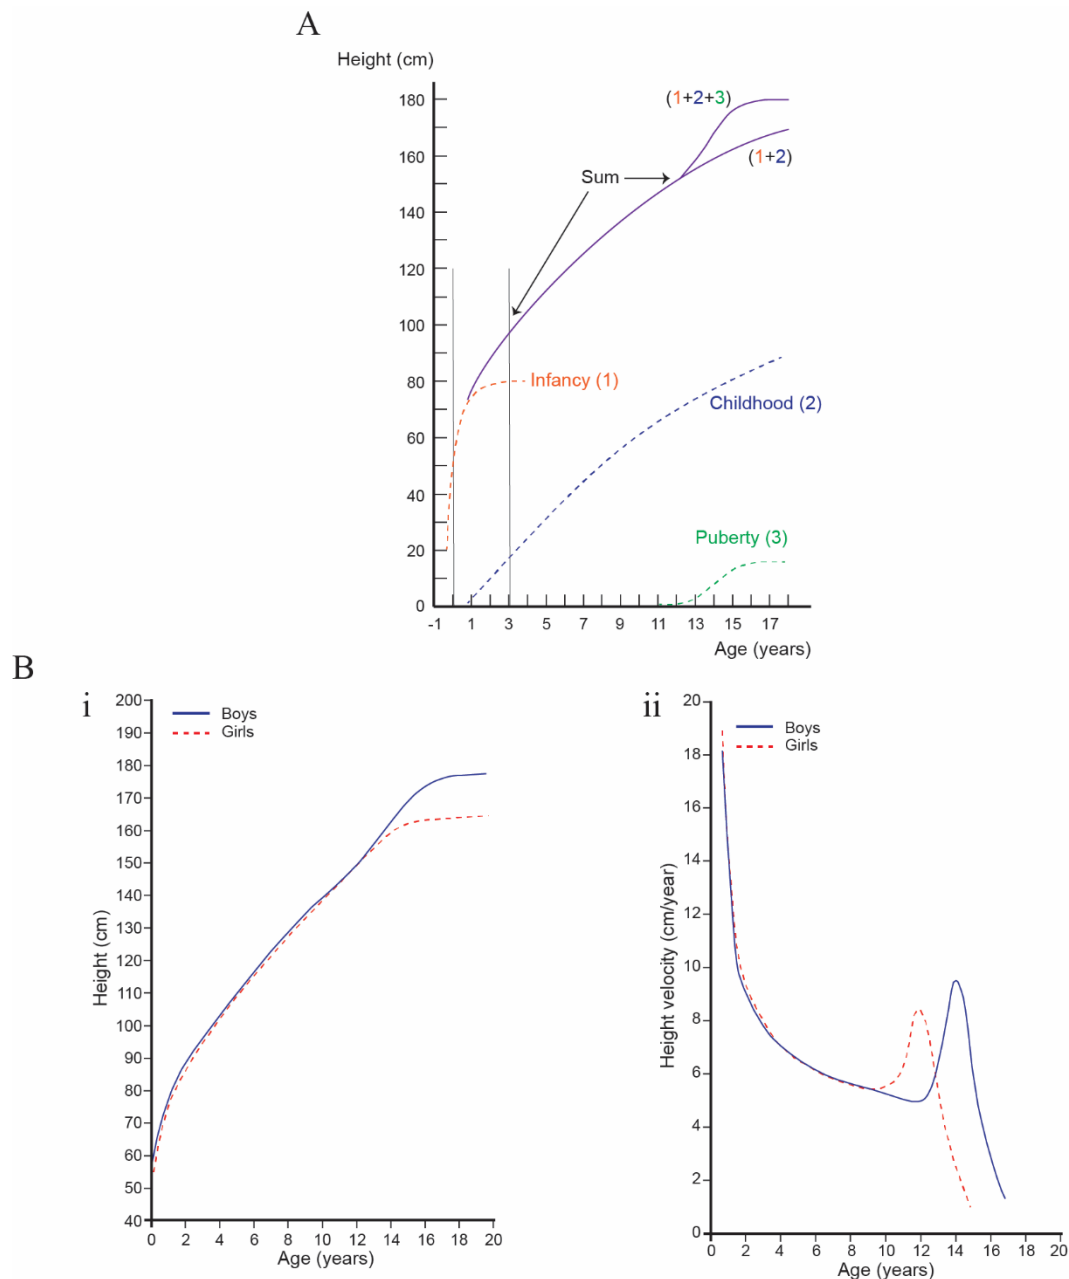 A
Height (cm)
180
160
140
120
100
80
60
40
20
0
(1+2+3)
(1+2)
Sum
Infancy (1)
Childhood (2)
Puberty (3)
-1 1 3 5 7 9 11 13 15 17
Age (years)
B
i
200
190
180
170
160
150
140
130
120
110
100
90
80
70
60
50
40
Height (cm)
Boys
Girls
0 2 4 6 8 10 12 14 16 18 20
Age (years)
ii
20
18
16
14
12
10
8
6
4
2
0
Height velocity (cm/year)
Boys
Girls
0 2 4 6 8 10 12 14 16 18 20
Age (years)